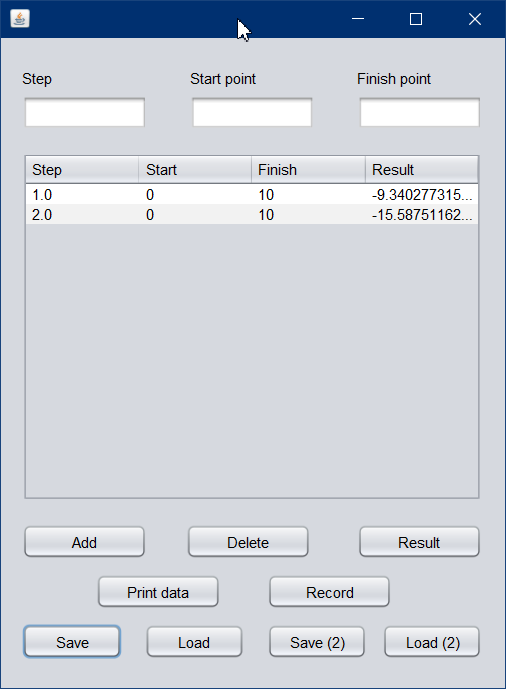 Step Start point Finish point
Step Start Finish Result
1.0 0 10 -9.340277315...
2.0 0 10 -15.58751162...
Add Delete Result
Print data Record
Save Load Save (2) Load (2)